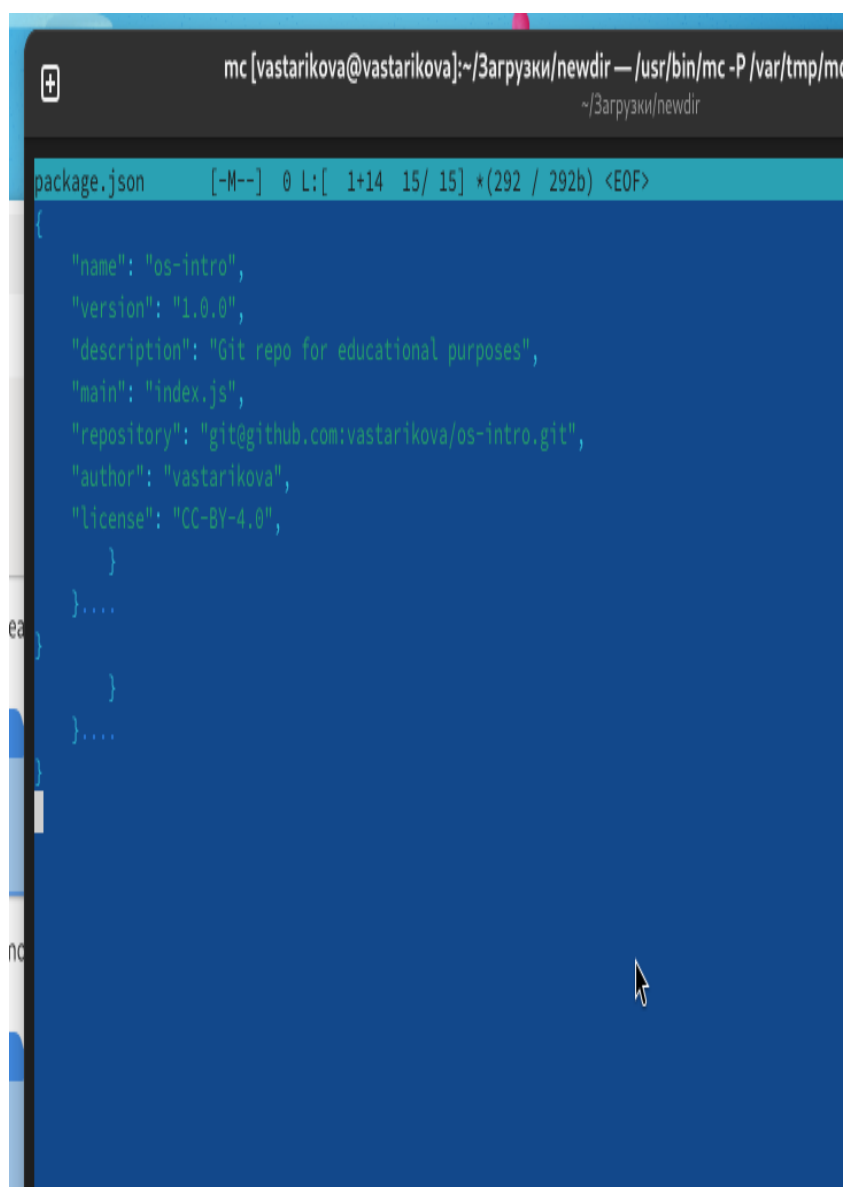 mc [vastarikova@vastarikova]:~/Загрузки/newdir — /usr/bin/mc -P /var/tmp/mc
~/Загрузки/newdir
package.json [-M--] 0 L:[ 1+14 15/ 15] *(292 / 292b) <EOF>
{
"name": "os-intro",
"version": "1.0.0",
"description": "Git repo for educational purposes",
"main": "index.js",
"repository": "git@github.com:vastarikova/os-intro.git",
"author": "vastarikova",
"license": "CC-BY-4.0",
}
}....
}
}
}....
}